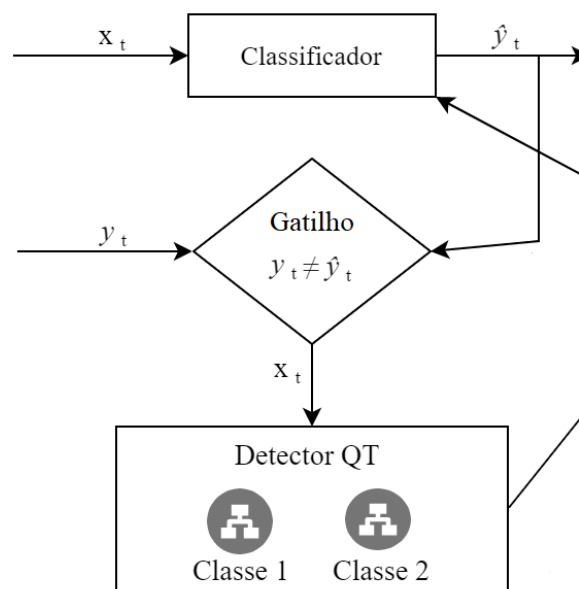 x t
Classificador
ŷ t
y t
Gatilho
y t ≠ ŷ t
x t
Detector QT
Classe 1
Classe 2